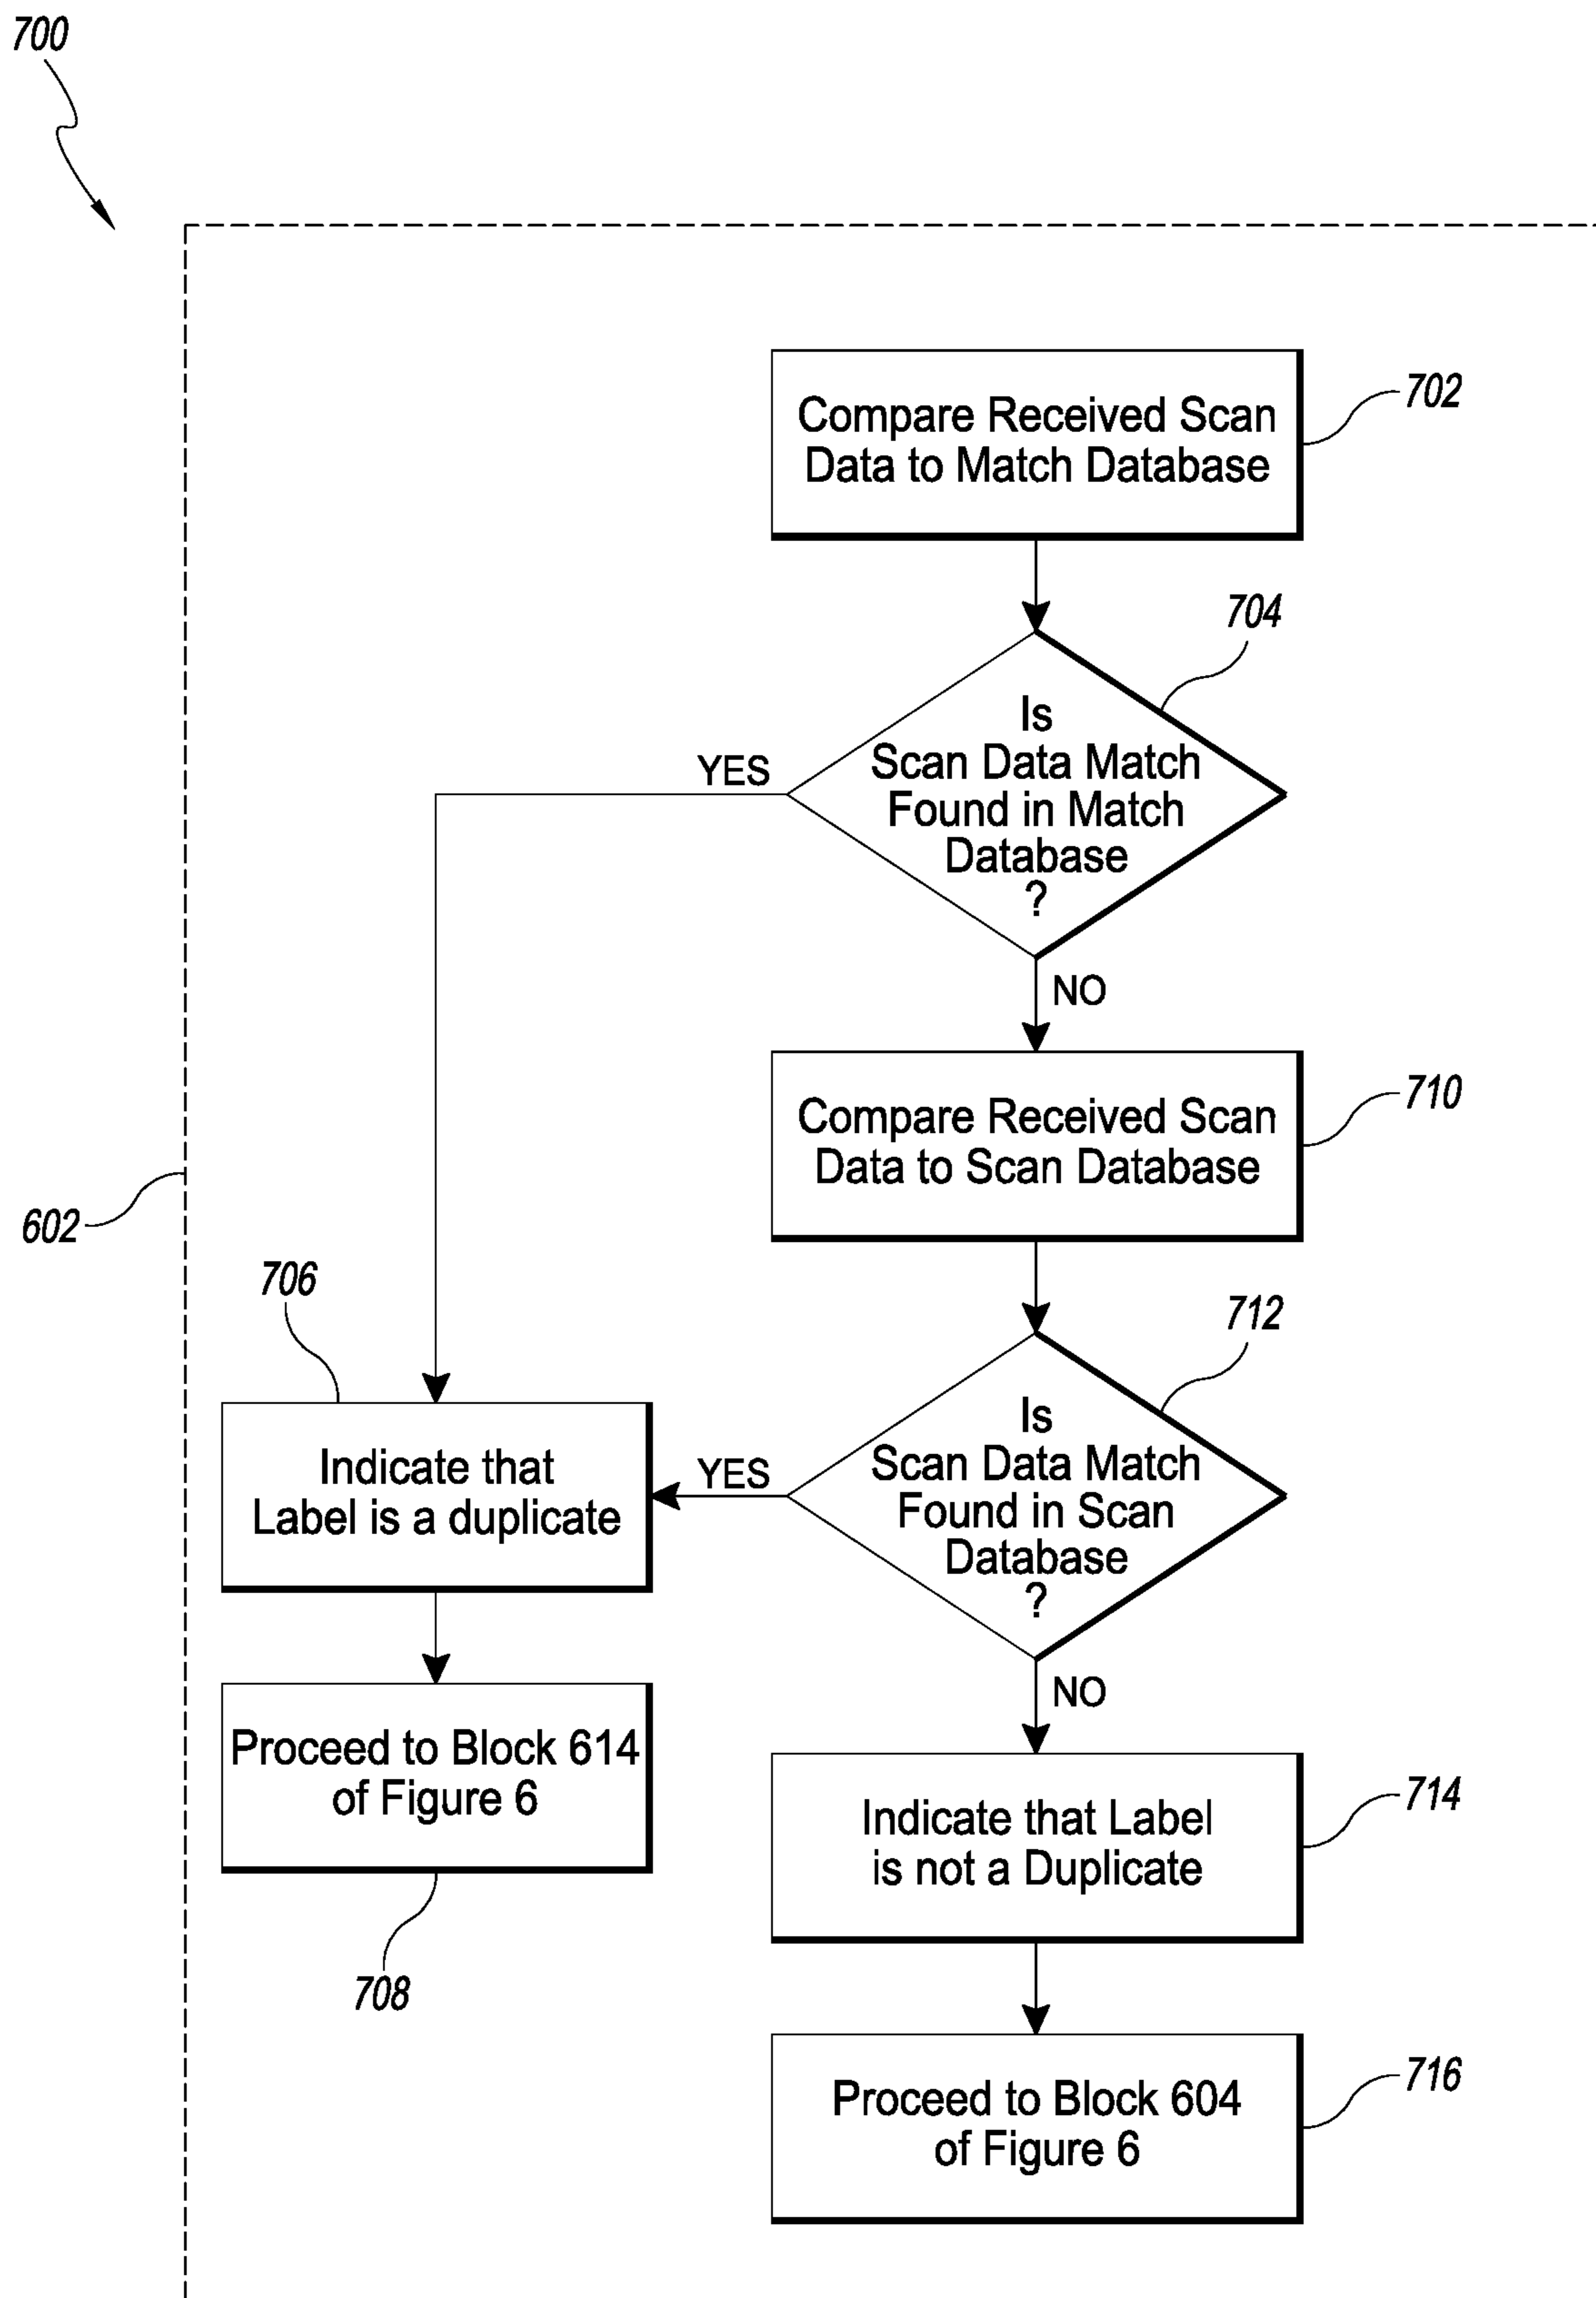 700
Compare Received Scan
Data to Match Database
702
704
Is
Scan Data Match
Found in Match
Database
?
YES
NO
Compare Received Scan
Data to Scan Database
710
602
706
712
Indicate that
Label is a duplicate
YES
Is
Scan Data Match
Found in Scan
Database
?
NO
Proceed to Block 614
of Figure 6
708
Indicate that Label
is not a Duplicate
714
Proceed to Block 604
of Figure 6
716